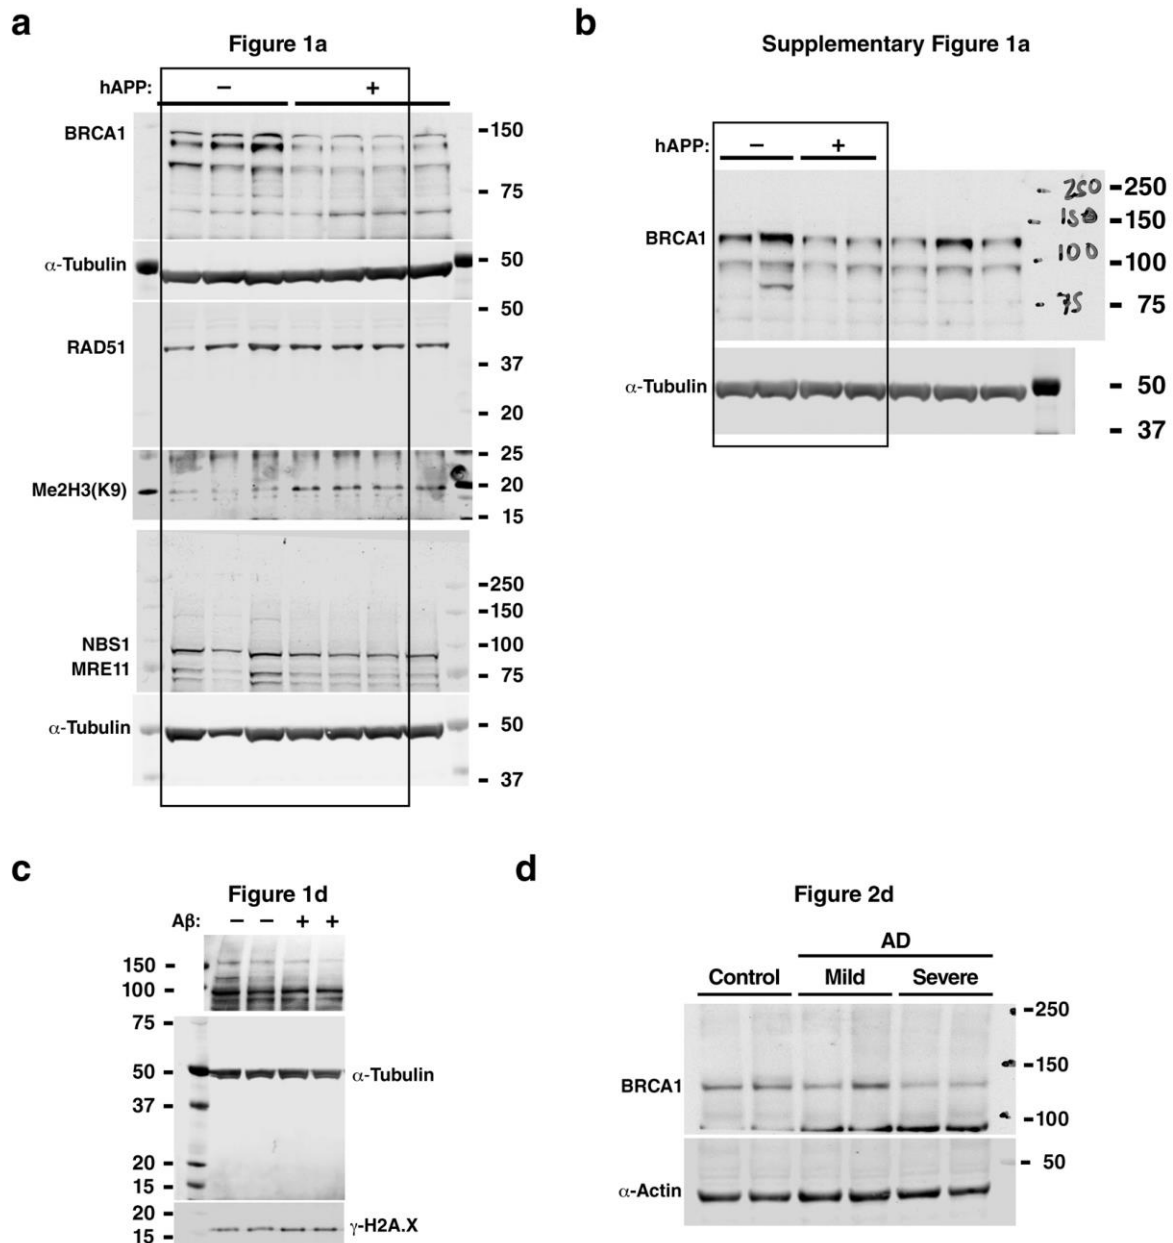 a
Figure 1a
hAPP: − +
BRCA1
-150
75
α-Tubulin
50
50
RAD51
37
20
25
Me2H3(K9)
20
15
250
150
NBS1
100
MRE11
75
α-Tubulin
50
37
b
Supplementary Figure 1a
hAPP: − +
250 -250
150 -150
BRCA1
100 -100
75 - 75
α-Tubulin
- 50
- 37
c
Figure 1d
Aβ: − − + +
150 -
100 -
75 -
50 -
α-Tubulin
37 -
20 -
15 -
20 -
γ-H2A.X
15 -
d
Figure 2d
AD
Control Mild Severe
-250
-150
BRCA1
-100
- 50
α-Actin